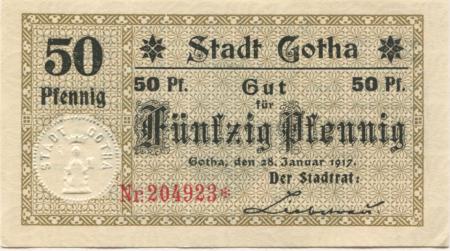 50
Pfennig
✻ Stadt Gotha ✻
50 Pf. Gut 50 Pf.
für
Fünfzig Pfennig
Gotha, den 28. Januar 1917.
Der Stadtrat:
Liebetrau.
STADT GOTHA
Nr. 204923*